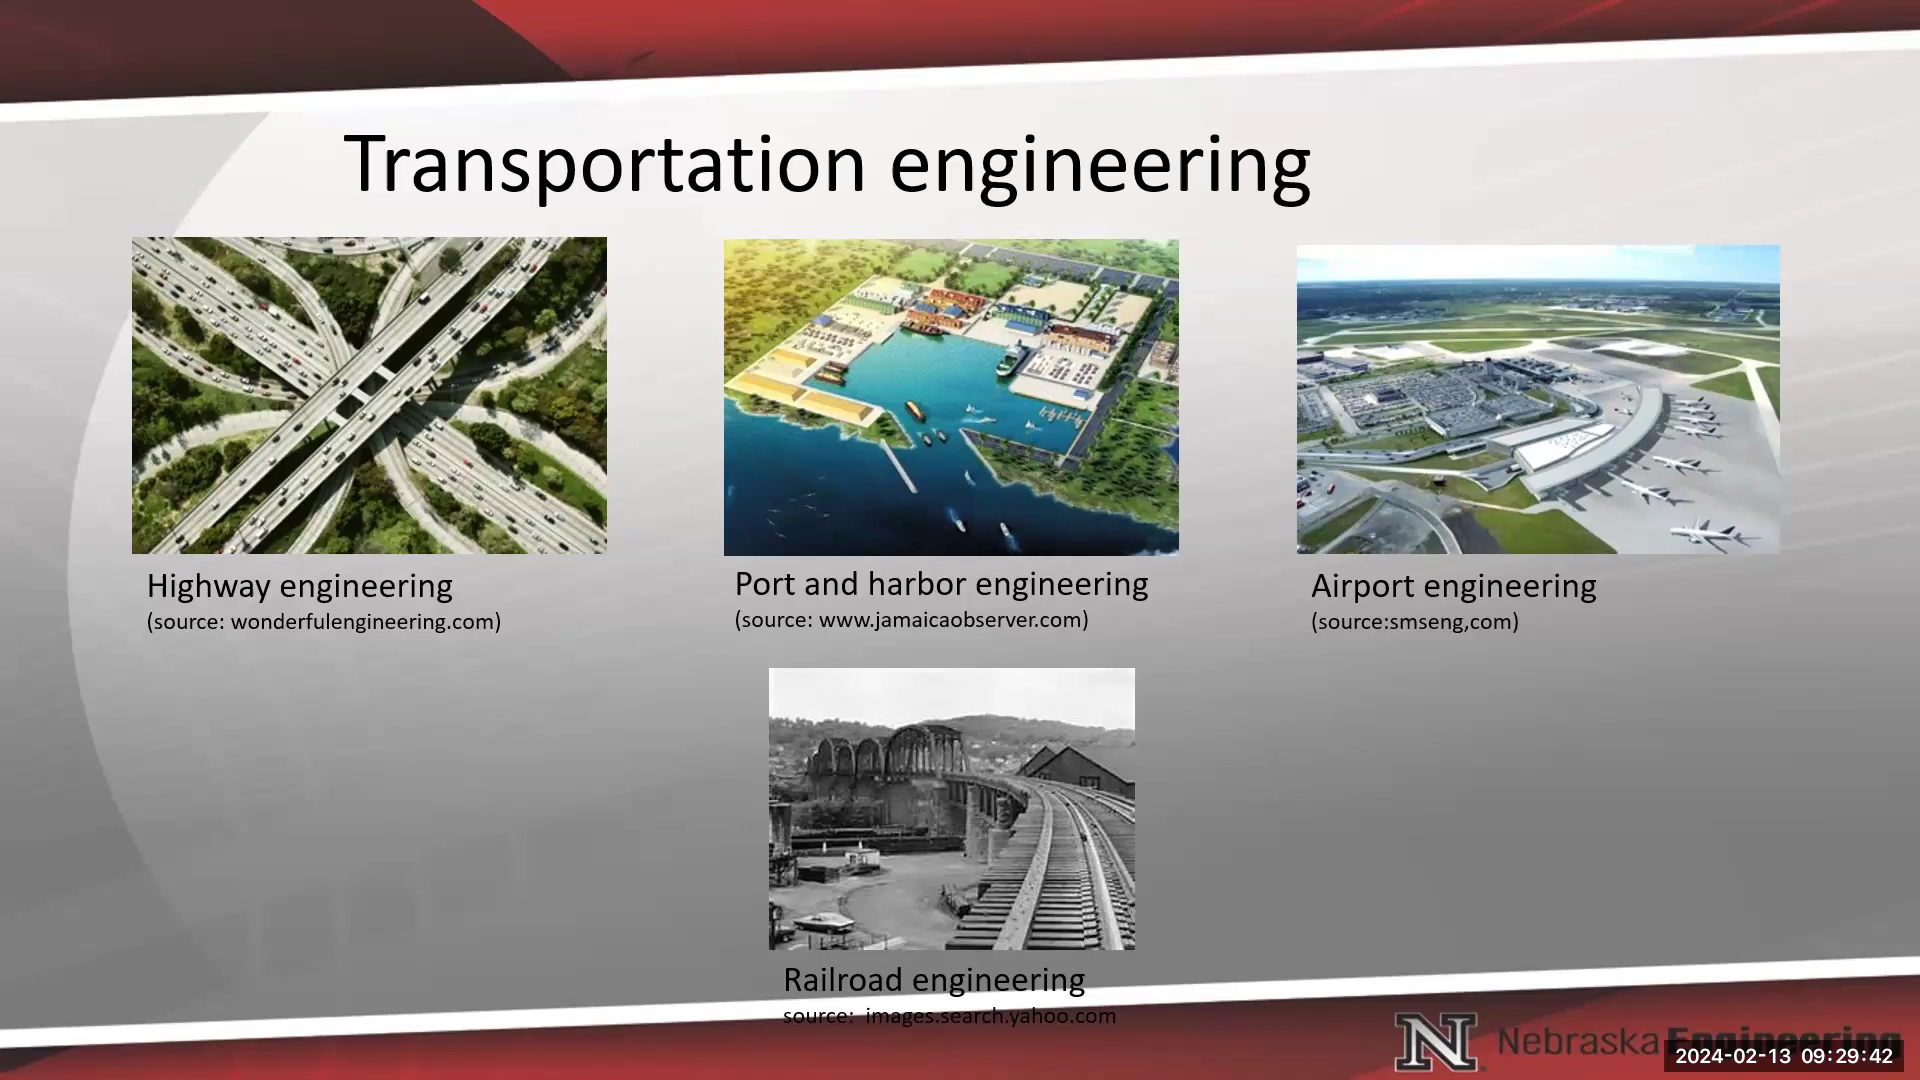 Transportation engineering
Highway engineering
(source: wonderfulengineering.com)
Port and harbor engineering
(source: www.jamaicaobserver.com)
Airport engineering
(source:smseng,com)
Railroad engineering
source:  images.search.yahoo.com
N Nebraska Engineering
2024-02-13 09:29:42